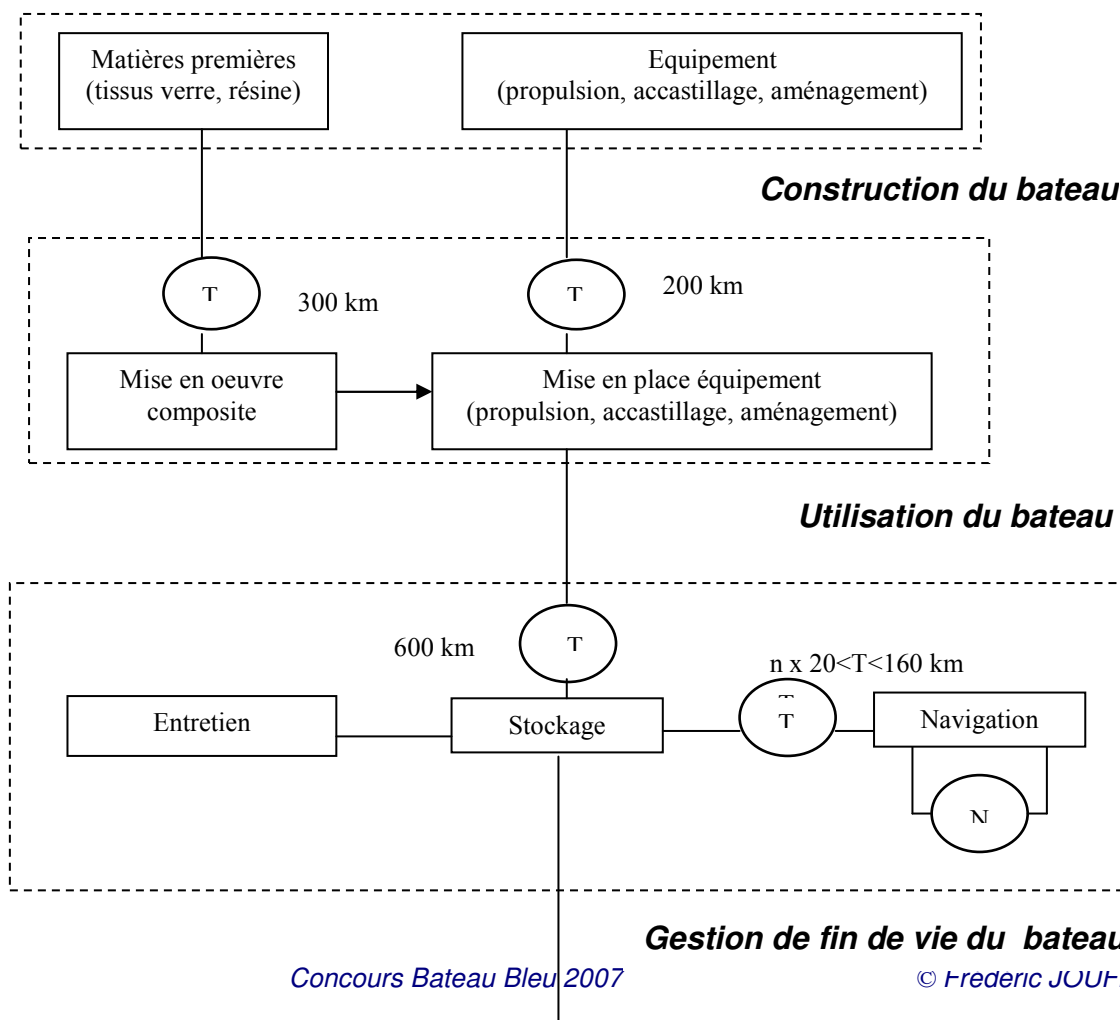 Matières premières
(tissus verre, résine)
Equipement
(propulsion, accastillage, aménagement)
Construction du bateau
T
300 km
T
200 km
Mise en oeuvre
composite
Mise en place équipement
(propulsion, accastillage, aménagement)
Utilisation du bateau
600 km
T
n x 20<T<160 km
Entretien
Stockage
T
T
Navigation
N
Gestion de fin de vie du bateau
Concours Bateau Bleu 2007
© Frédéric